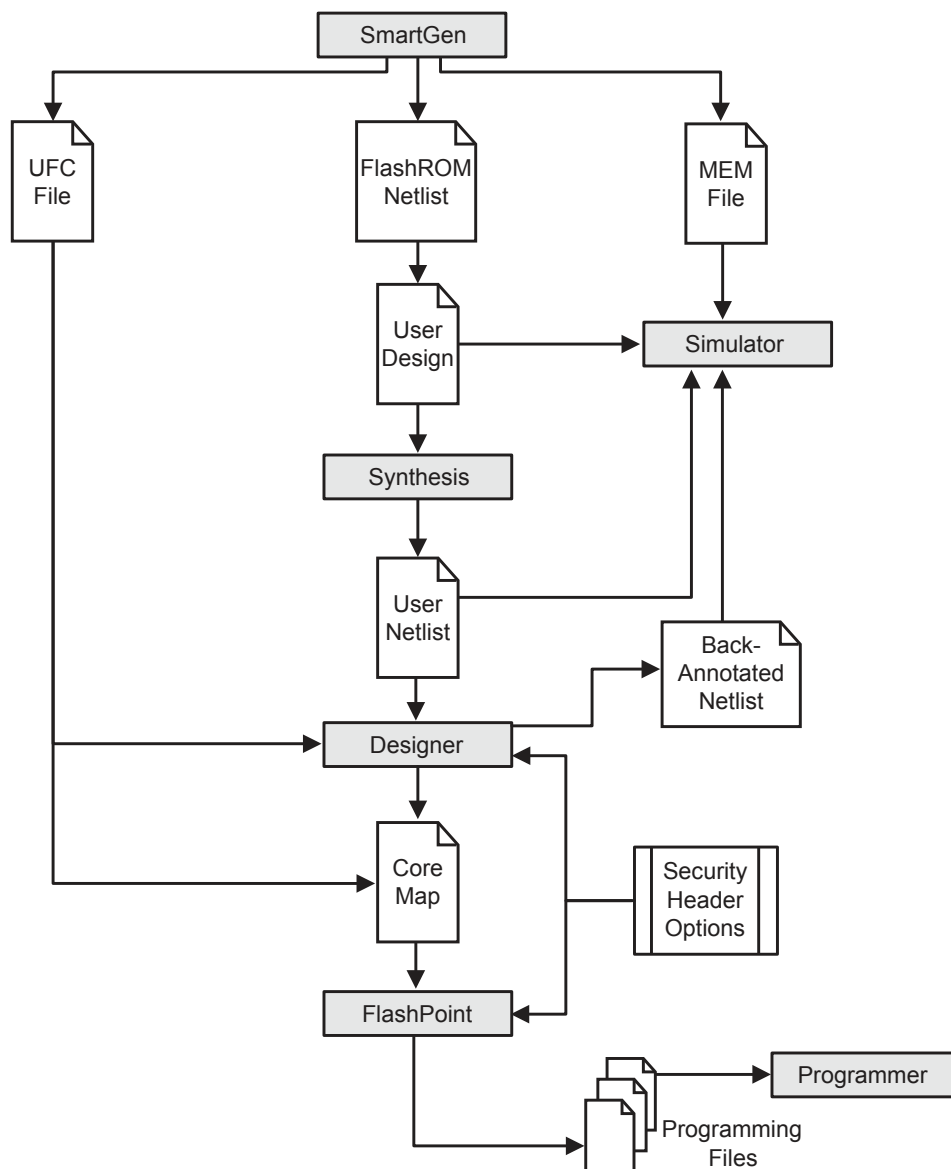 SmartGen
UFC
File
FlashROM
Netlist
MEM
File
User
Design
Simulator
Synthesis
User
Netlist
Back-
Annotated
Netlist
Designer
Core
Map
Security
Header
Options
FlashPoint
Programmer
Programming
Files